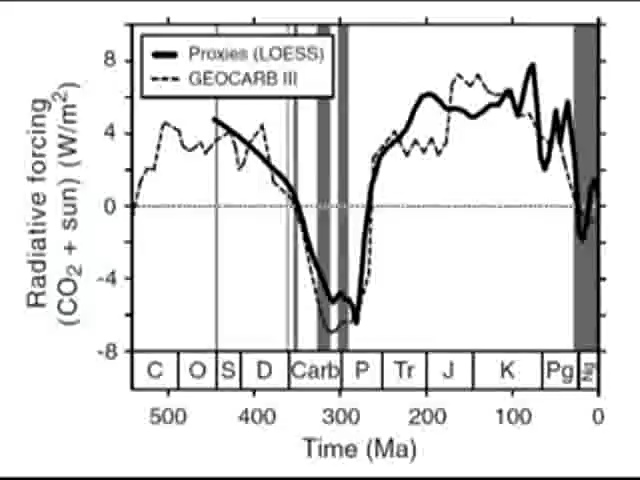 Proxies (LOESS)
GEOCARB III
Radiative forcing
(CO₂ + sun) (W/m²)
8
4
0
-4
-8
C O S D Carb P Tr J K Pg Ng
500 400 300 200 100 0
Time (Ma)